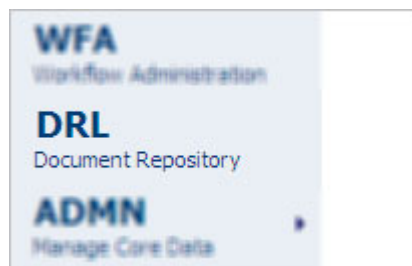 WFA
Workflow Administration
DRL
Document Repository
ADMN
Manage Core Data